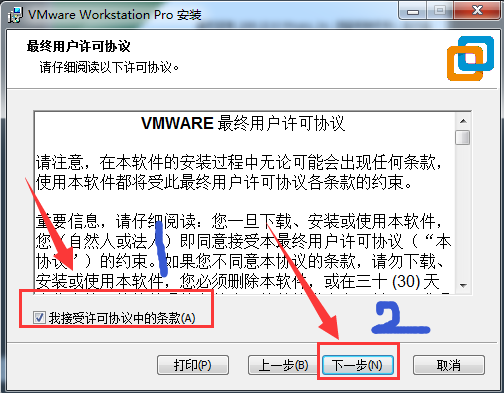 VMware Workstation Pro 安装
最终用户许可协议
请仔细阅读以下许可协议。
VMWARE 最终用户许可协议
请注意，在本软件的安装过程中无论可能会出现任何条款，
使用本软件都将受此最终用户许可协议各条款的约束。
重要信息，请仔细阅读：您一旦下载、安装或使用本软件，
您（自然人或法人）即同意接受本最终用户许可协议（“本
协议”）的约束。如果您不同意本协议的条款，请勿下载、
安装或使用本软件，您必须删除本软件，或在三十 (30) 天
1
我接受许可协议中的条款(A)
2
打印(P) 上一步(B) 下一步(N) 取消